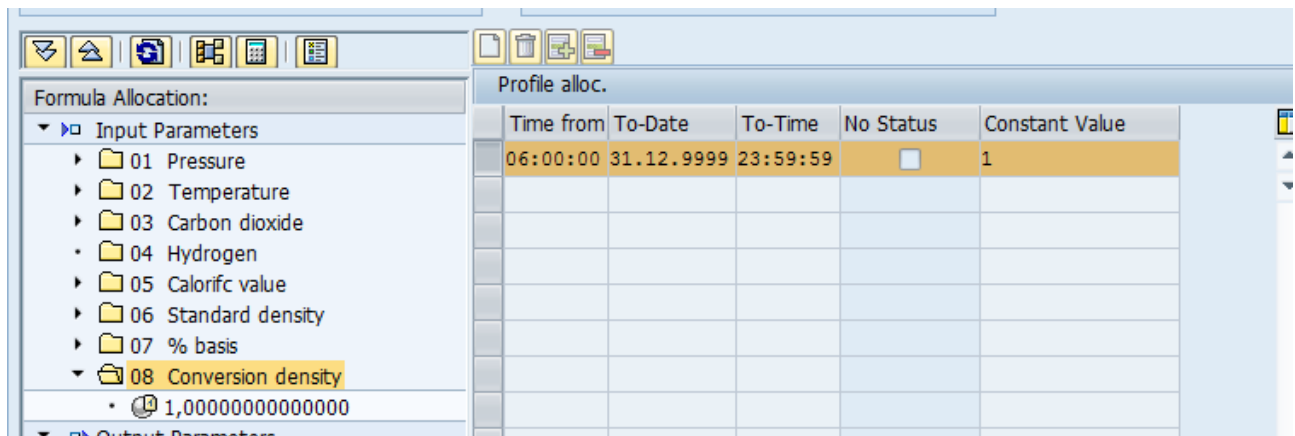 Formula Allocation:
Input Parameters
01 Pressure
02 Temperature
03 Carbon dioxide
04 Hydrogen
05 Calorifc value
06 Standard density
07 % basis
08 Conversion density
1,00000000000000
Output Parameters
Profile alloc.
Time from To-Date To-Time No Status Constant Value
06:00:00 31.12.9999 23:59:59 1